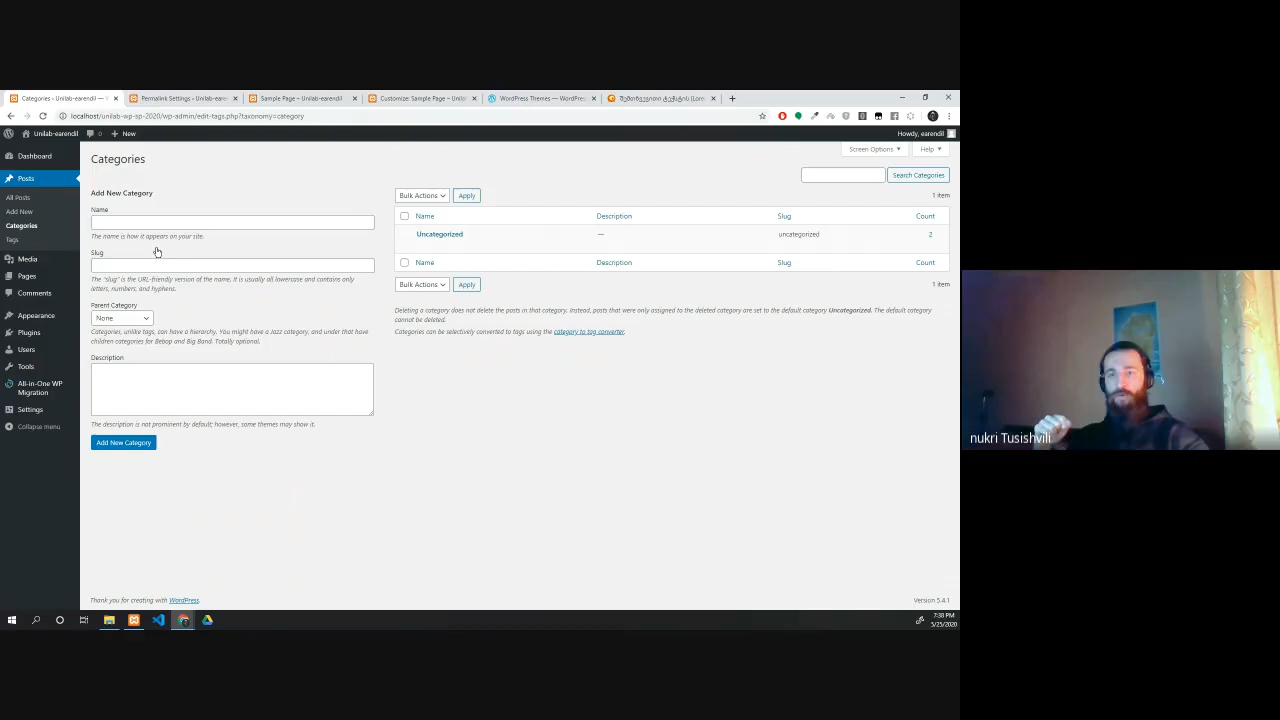 Categories ‹ Unilab-earendil — W
Permalink Settings ‹ Unilab-earen
Sample Page – Unilab-earendil
Customize: Sample Page – Unilab
WordPress Themes — WordPress
შემთხვევითი ტექსტის (Lore
localhost/unilab-wp-sp-2020/wp-admin/edit-tags.php?taxonomy=category
Unilab-earendil
0
New
Howdy, earendil
Dashboard
Posts
All Posts
Add New
Categories
Tags
Media
Pages
Comments
Appearance
Plugins
Users
Tools
All-in-One WP
Migration
Settings
Collapse menu
Screen Options
Help
Categories
Search Categories
Add New Category
Name
The name is how it appears on your site.
Slug
The “slug” is the URL-friendly version of the name. It is usually all lowercase and contains only
letters, numbers, and hyphens.
Parent Category
None
Categories, unlike tags, can have a hierarchy. You might have a Jazz category, and under that have
children categories for Bebop and Big Band. Totally optional.
Description
The description is not prominent by default; however, some themes may show it.
Add New Category
Bulk Actions
Apply
1 item
Name Description Slug Count
Uncategorized — uncategorized 2
Name Description Slug Count
Bulk Actions
Apply
1 item
Deleting a category does not delete the posts in that category. Instead, posts that were only assigned to the deleted category are set to the default category Uncategorized. The default category
cannot be deleted.
Categories can be selectively converted to tags using the category to tag converter.
Thank you for creating with WordPress.
Version 5.4.1
7:38 PM
5/25/2020
nukri Tusishvili